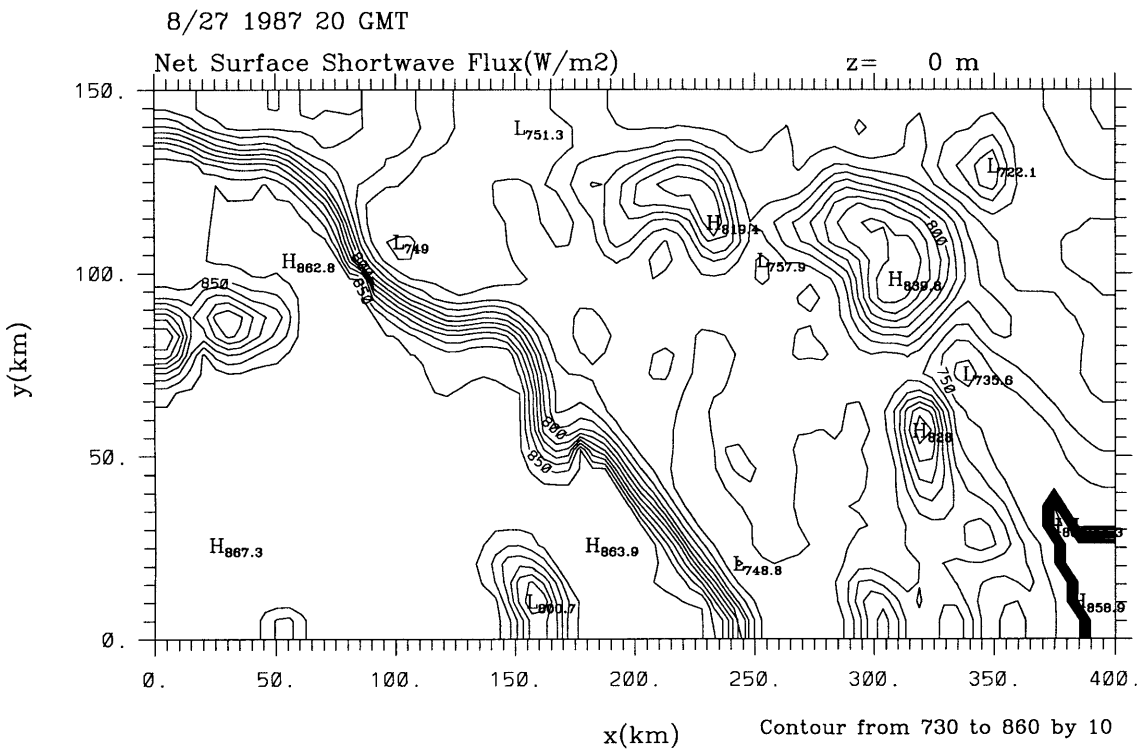 8/27 1987 20 GMT
Net Surface Shortwave Flux(W/m2) z= 0 m
150.
L751.3
L722.1
H819.4
800
L749
H862.8
800
L757.9
100.
850
850
H839.8
y(km)
L735.6
750
H828
800
50.
850
H867.3
H863.9
L748.8
L800.7
H858.9
0.
0. 50. 100. 150. 200. 250. 300. 350. 400.
x(km)
Contour from 730 to 860 by 10